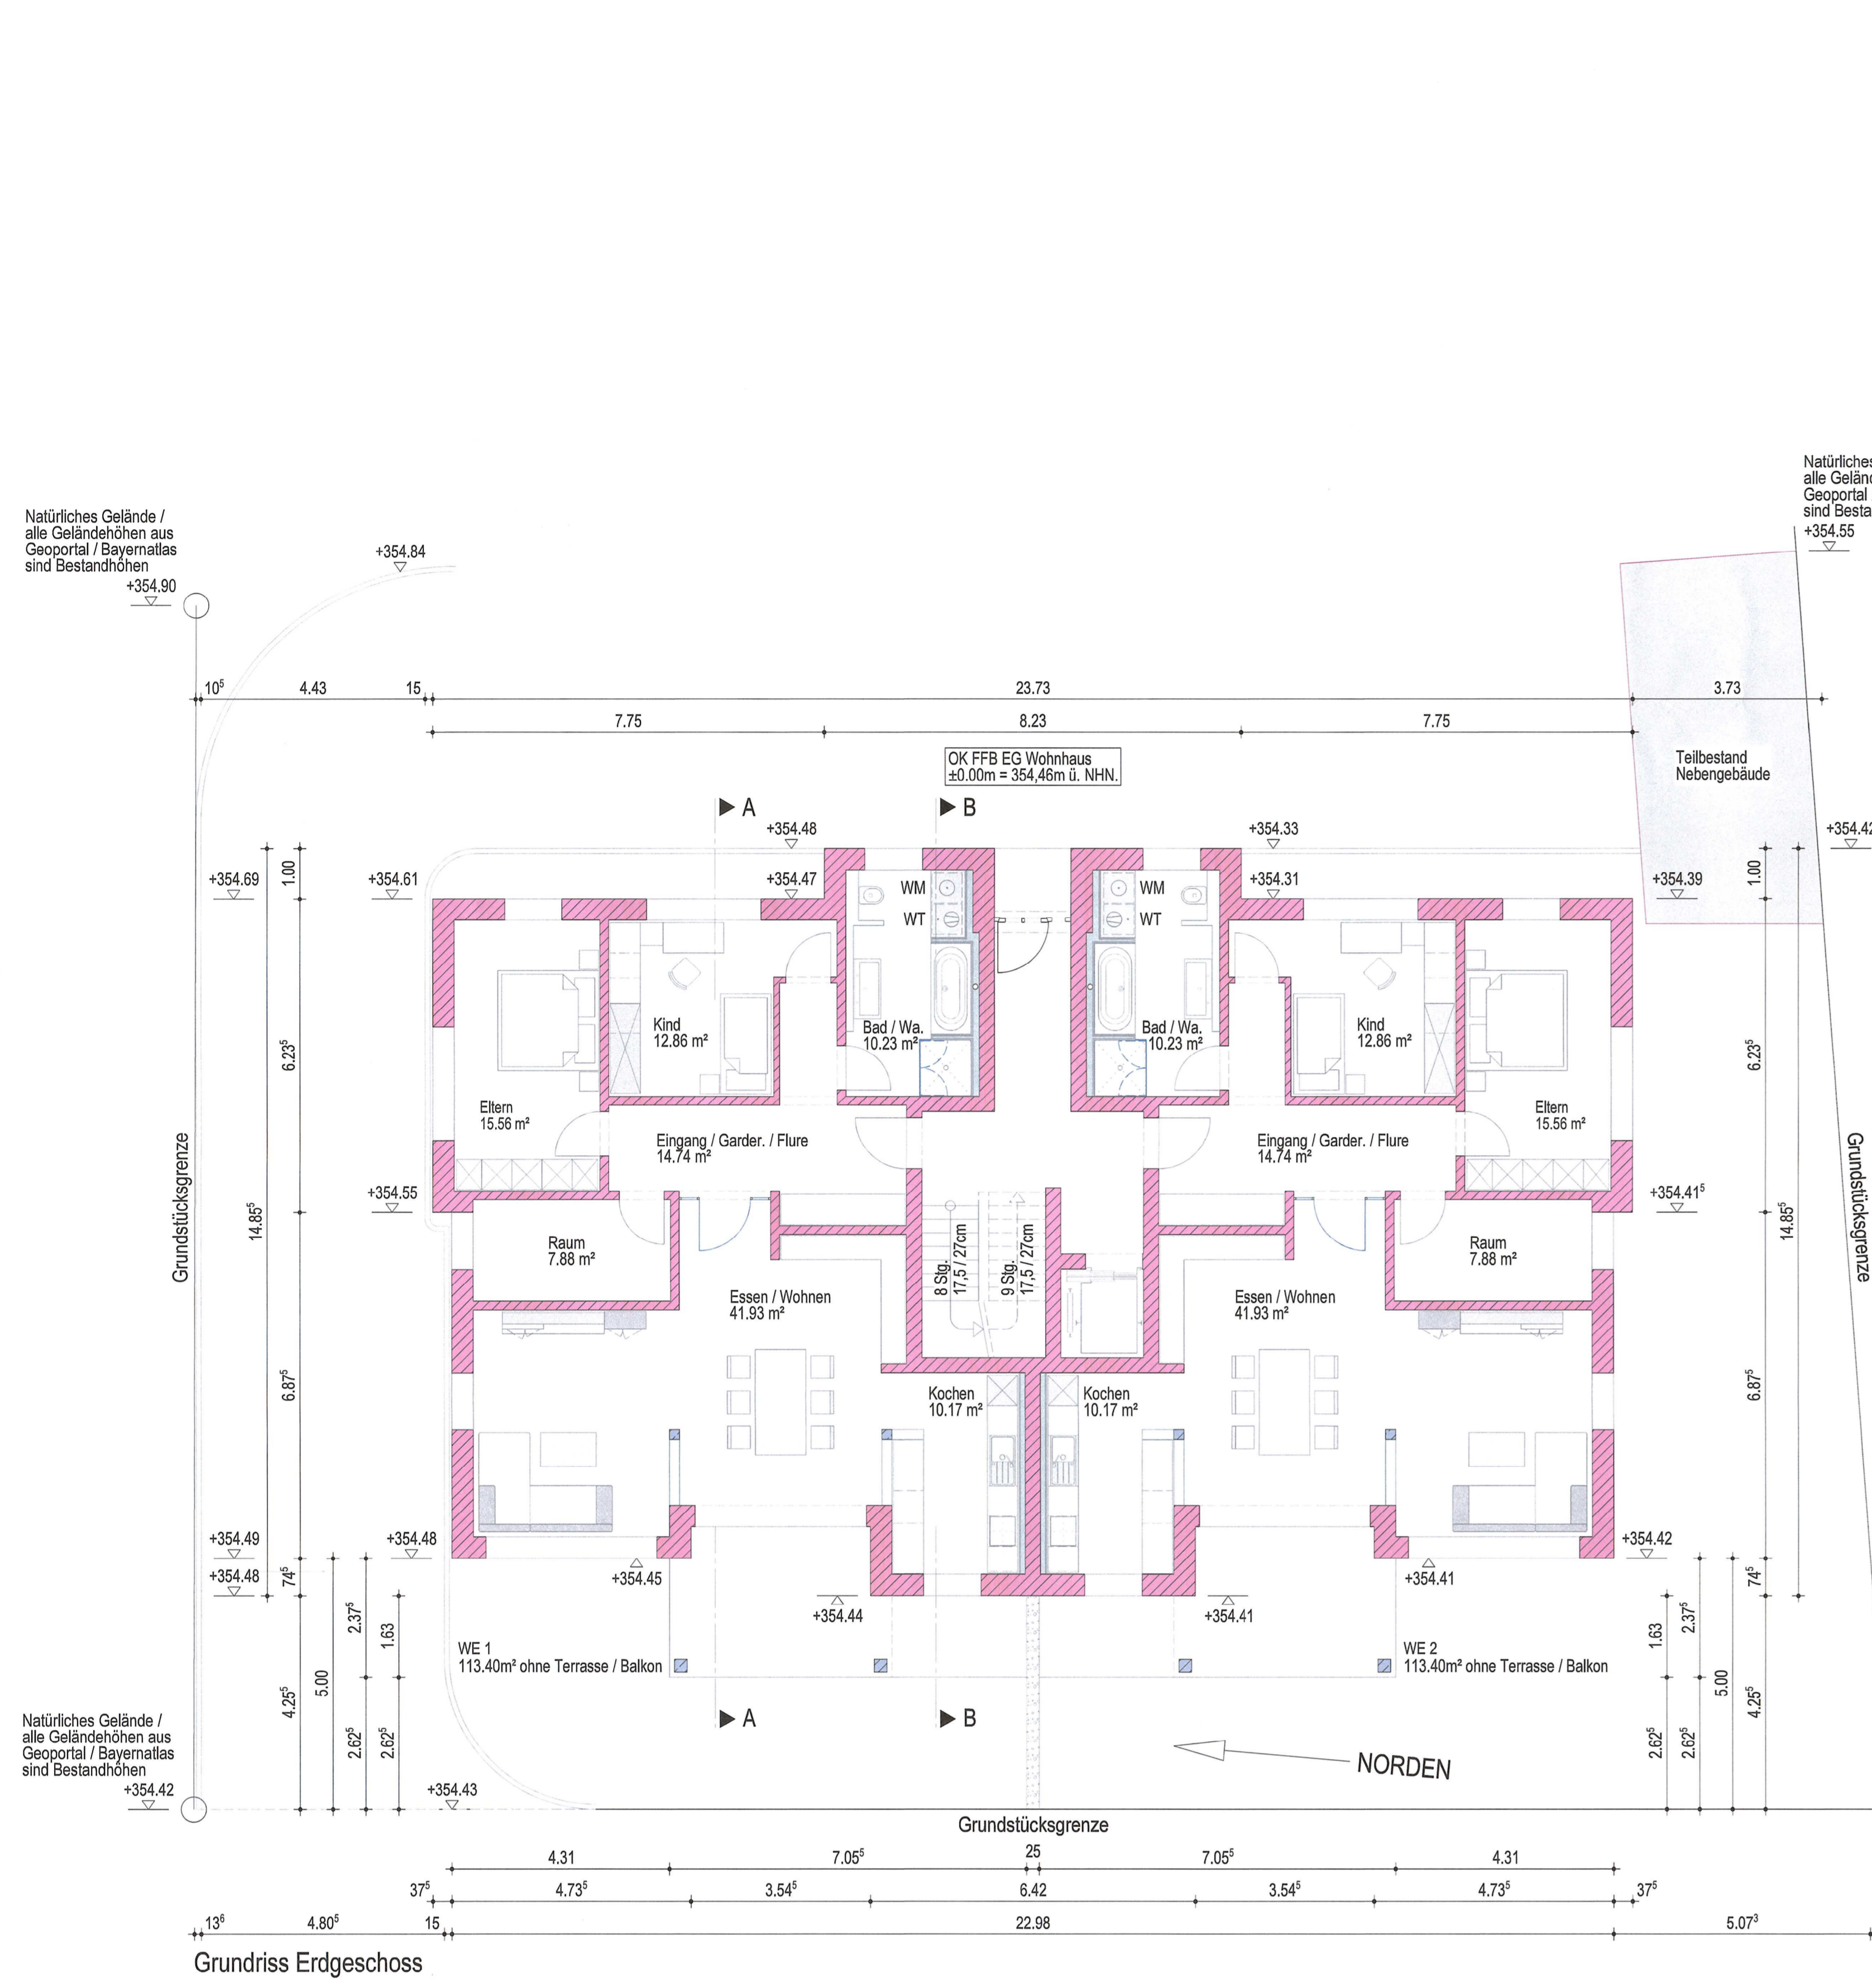 Natürliches
alle Geländ
Geoportal
sind Besta
+354.55
Natürliches Gelände /
alle Geländehöhen aus
Geoportal / Bayernatlas
sind Bestandhöhen
+354.90
+354.84
10⁵
4.43
15
23.73
3.73
7.75
8.23
7.75
OK FFB EG Wohnhaus
±0.00m = 354,46m ü. NHN.
Teilbestand
Nebengebäude
A
B
+354.48
+354.33
+354.42
+354.69
1.00
+354.61
+354.47
+354.31
+354.39
1.00
WM
WT
WM
WT
Kind
12.86 m²
Bad / Wa.
10.23 m²
Bad / Wa.
10.23 m²
Kind
12.86 m²
6.23⁵
6.23⁵
Eltern
15.56 m²
Eltern
15.56 m²
Eingang / Garder. / Flure
14.74 m²
Eingang / Garder. / Flure
14.74 m²
Grundstücksgrenze
Grundstücksgrenze
14.85⁵
14.85⁵
+354.55
+354.41⁵
Raum
7.88 m²
Raum
7.88 m²
8 Stg.
17,5 / 27cm
9 Stg.
17,5 / 27cm
Essen / Wohnen
41.93 m²
Essen / Wohnen
41.93 m²
6.87⁵
6.87⁵
Kochen
10.17 m²
Kochen
10.17 m²
+354.49
+354.48
+354.42
+354.48
74⁵
+354.45
+354.41
74⁵
+354.44
+354.41
2.37⁵
1.63
1.63
2.37⁵
WE 1
113.40m² ohne Terrasse / Balkon
WE 2
113.40m² ohne Terrasse / Balkon
4.25⁵
5.00
5.00
4.25⁵
A
B
Natürliches Gelände /
alle Geländehöhen aus
Geoportal / Bayernatlas
sind Bestandhöhen
+354.42
2.62⁵
2.62⁵
2.62⁵
2.62⁵
NORDEN
+354.43
Grundstücksgrenze
4.31
7.05⁵
25
7.05⁵
4.31
37⁵
4.73⁵
3.54⁵
6.42
3.54⁵
4.73⁵
37⁵
13⁶
4.80⁵
15
22.98
5.07³
Grundriss Erdgeschoss